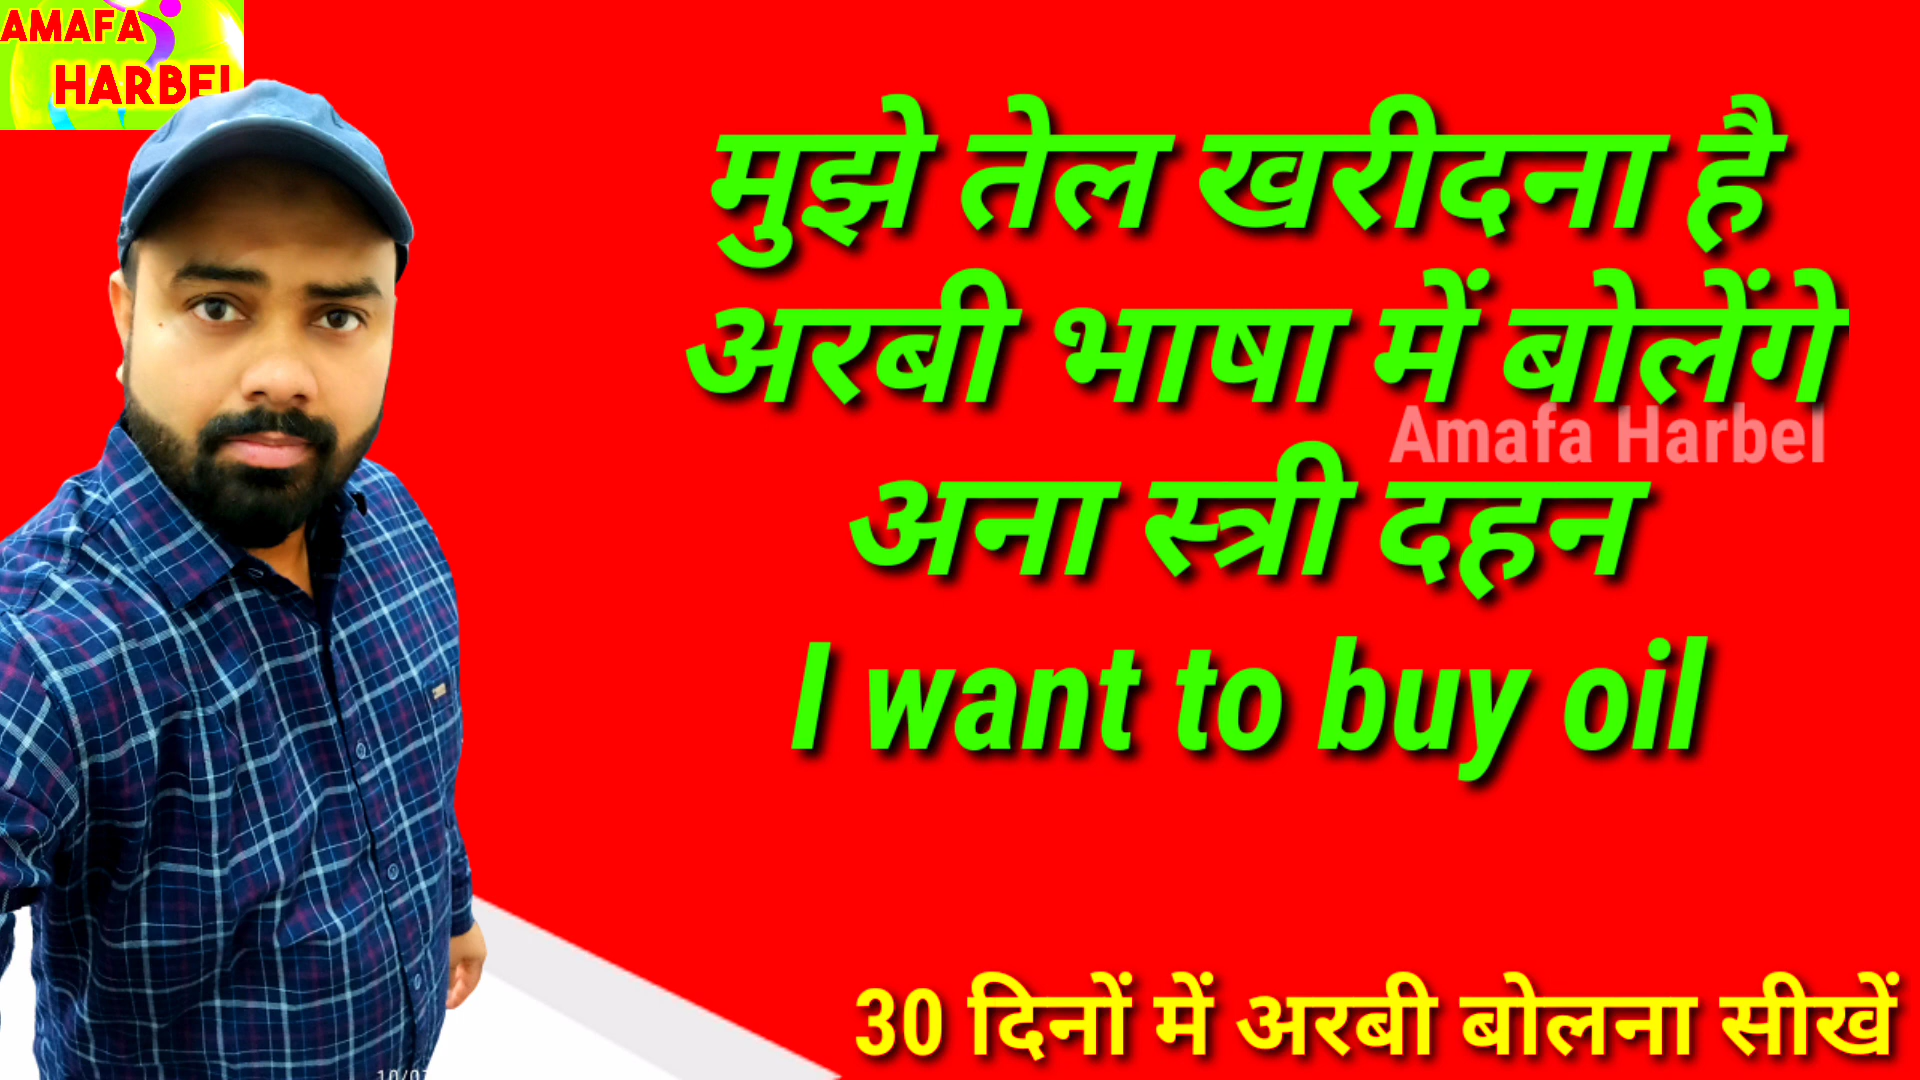 AMAFA
HARBEL
मुझे तेल खरीदना है
अरबी भाषा में बोलेंगे
Amafa Harbel
अना स्त्री दहन
I want to buy oil
30 दिनों में अरबी बोलना सीखें